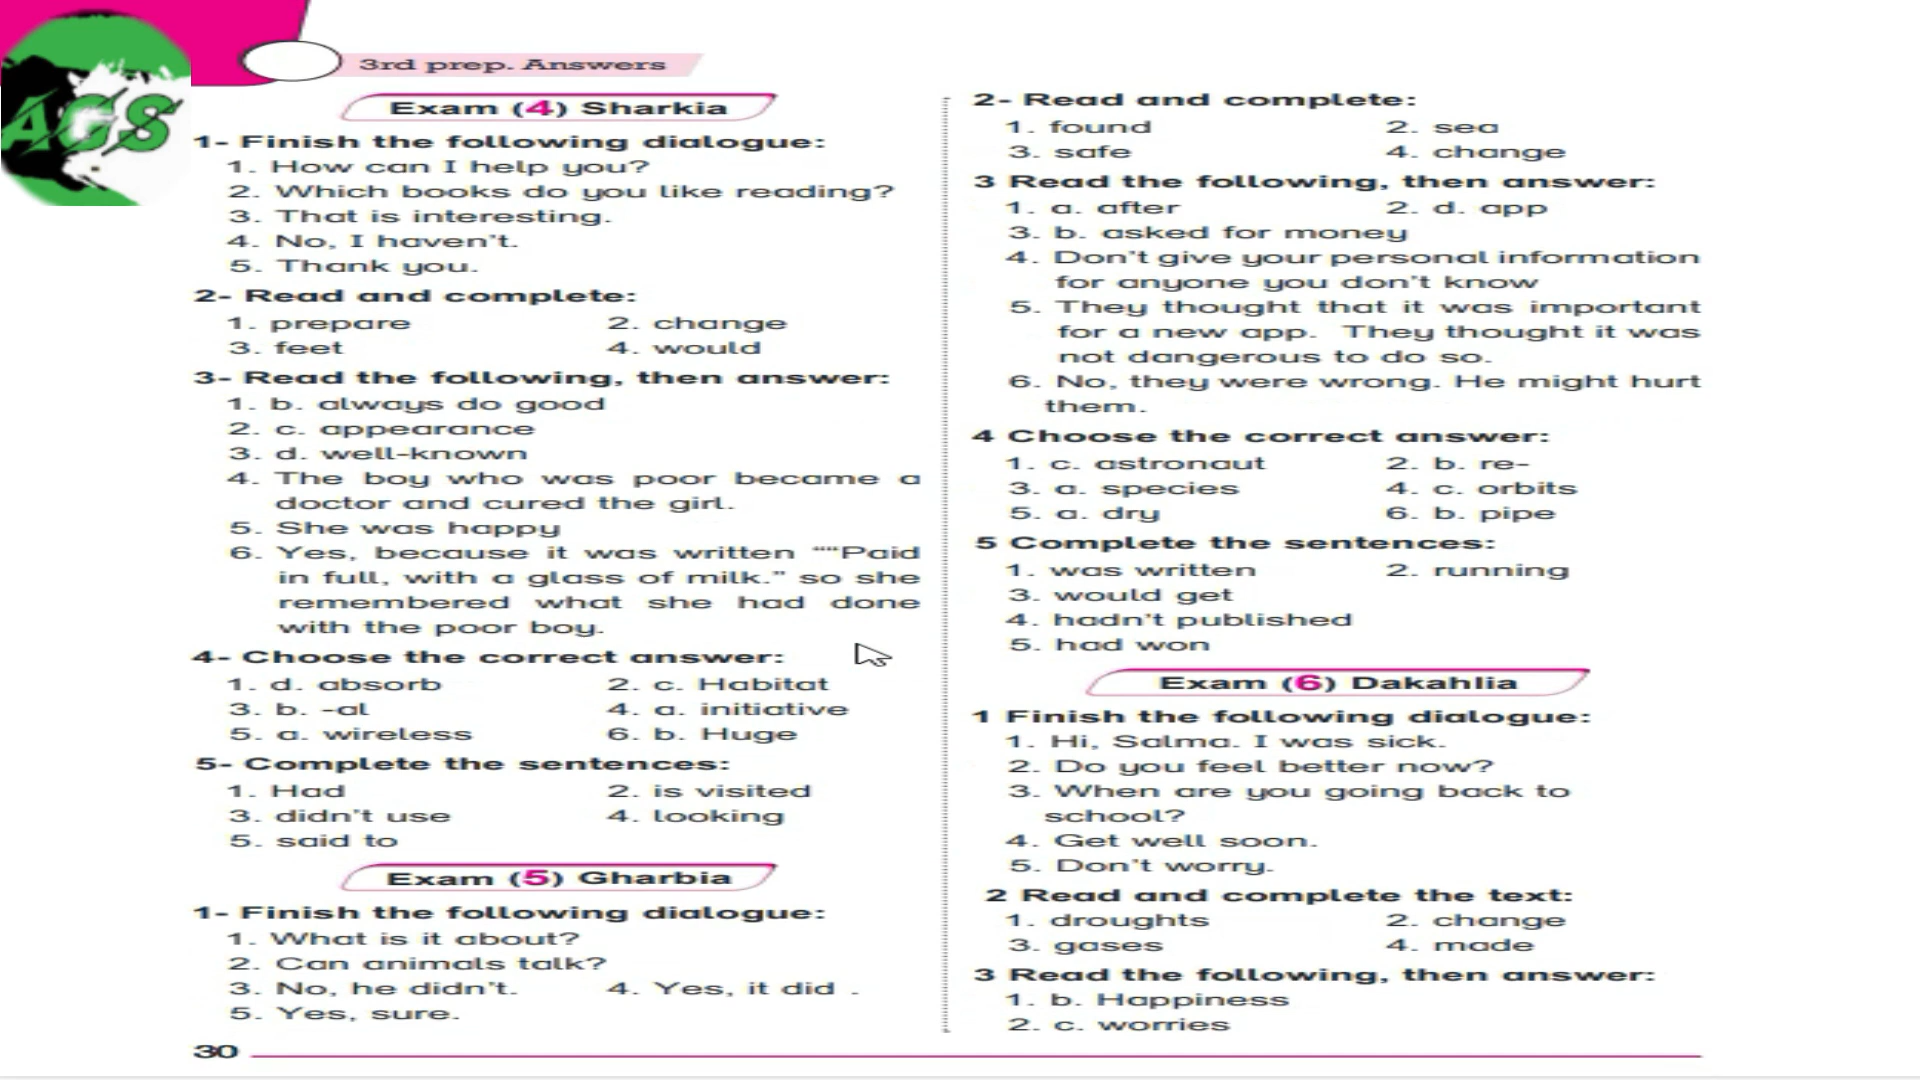 AGS
3rd prep. Answers
Exam (4) Sharkia
1- Finish the following dialogue:
1. How can I help you?
2. Which books do you like reading?
3. That is interesting.
4. No, I haven't.
5. Thank you.
2- Read and complete:
1. prepare 2. change
3. feet 4. would
3- Read the following, then answer:
1. b. always do good
2. c. appearance
3. d. well-known
4. The boy who was poor became a
doctor and cured the girl.
5. She was happy
6. Yes, because it was written ""Paid
in full, with a glass of milk." so she
remembered what she had done
with the poor boy.
4- Choose the correct answer:
1. d. absorb 2. c. Habitat
3. b. -al 4. a. initiative
5. a. wireless 6. b. Huge
5- Complete the sentences:
1. Had 2. is visited
3. didn't use 4. looking
5. said to
Exam (5) Gharbia
1- Finish the following dialogue:
1. What is it about?
2. Can animals talk?
3. No, he didn't. 4. Yes, it did .
5. Yes, sure.
2- Read and complete:
1. found 2. sea
3. safe 4. change
3 Read the following, then answer:
1. a. after 2. d. app
3. b. asked for money
4. Don't give your personal information
for anyone you don't know
5. They thought that it was important
for a new app. They thought it was
not dangerous to do so.
6. No, they were wrong. He might hurt
them.
4 Choose the correct answer:
1. c. astronaut 2. b. re-
3. a. species 4. c. orbits
5. a. dry 6. b. pipe
5 Complete the sentences:
1. was written 2. running
3. would get
4. hadn't published
5. had won
Exam (6) Dakahlia
1 Finish the following dialogue:
1. Hi, Salma. I was sick.
2. Do you feel better now?
3. When are you going back to
school?
4. Get well soon.
5. Don't worry.
2 Read and complete the text:
1. droughts 2. change
3. gases 4. made
3 Read the following, then answer:
1. b. Happiness
2. c. worries
30